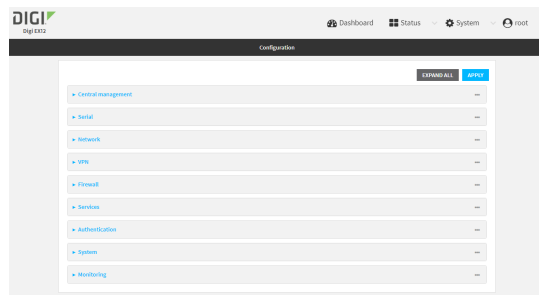 DIGI
Digi EX12
Dashboard
Status
System
root
Configuration
EXPAND ALL
APPLY
Central management
Serial
Network
VPN
Firewall
Services
Authentication
System
Monitoring